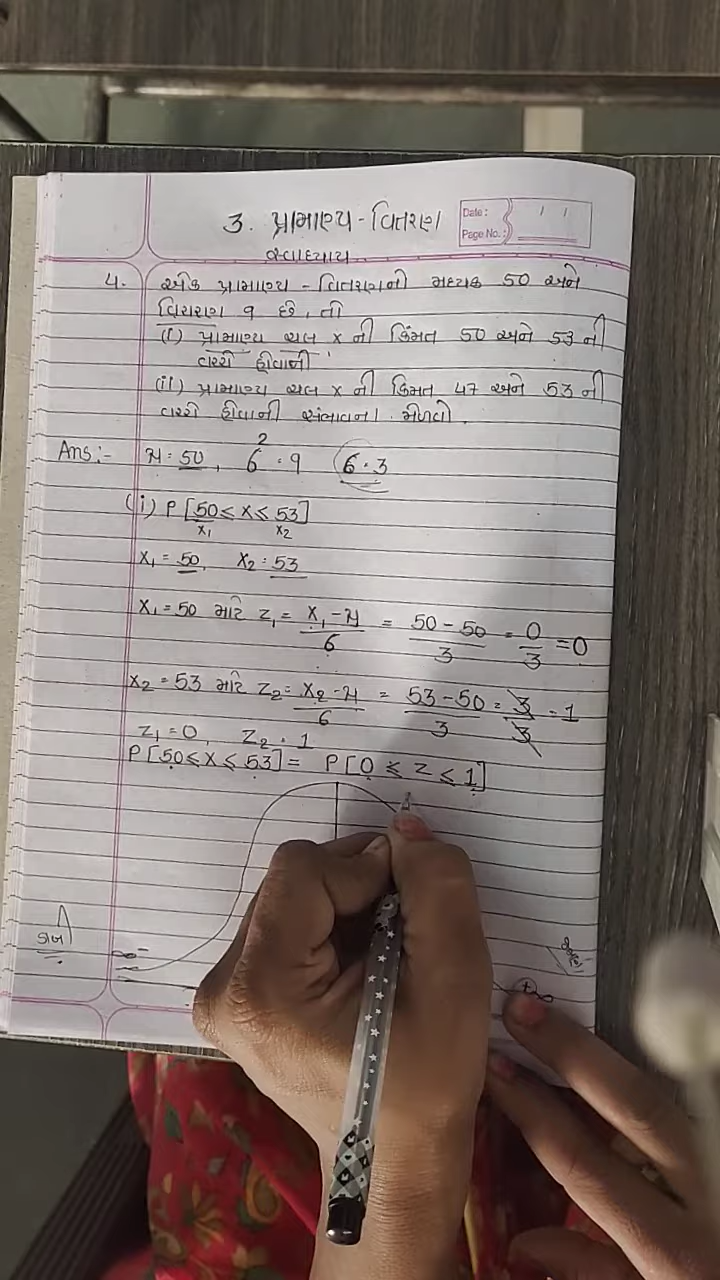 3. પ્રામાણ્ય - વિતરણ
Date : / /
Page No. :
સ્વાધ્યાય
4. એક પ્રામાણ્ય - વિતરણનો મધ્યક 50 અને
વિચરણ 9 છે, તો
(i) પ્રામાણ્ય ચલ x ની કિંમત 50 અને 53 ની
વચ્ચે હોવાની
(ii) પ્રામાણ્ય ચલ x ની કિંમત 47 અને 53 ની
વચ્ચે હોવાની સંભાવના મેળવો.
Ans :- μ = 50, σ² = 9 σ = 3
(i) P [50 ≤ x ≤ 53]
x₁ x₂
x₁ = 50, x₂ = 53
x₁ = 50 માટે z₁ = x₁ - μ / σ = 50 - 50 / 3 = 0 / 3 = 0
x₂ = 53 માટે z₂ = x₂ - μ / σ = 53 - 50 / 3 = 3 / 3 = 1
z₁ = 0, z₂ = 1
P [50 ≤ x ≤ 53] = P [0 ≤ z ≤ 1]
ડાબી
-∞
+∞